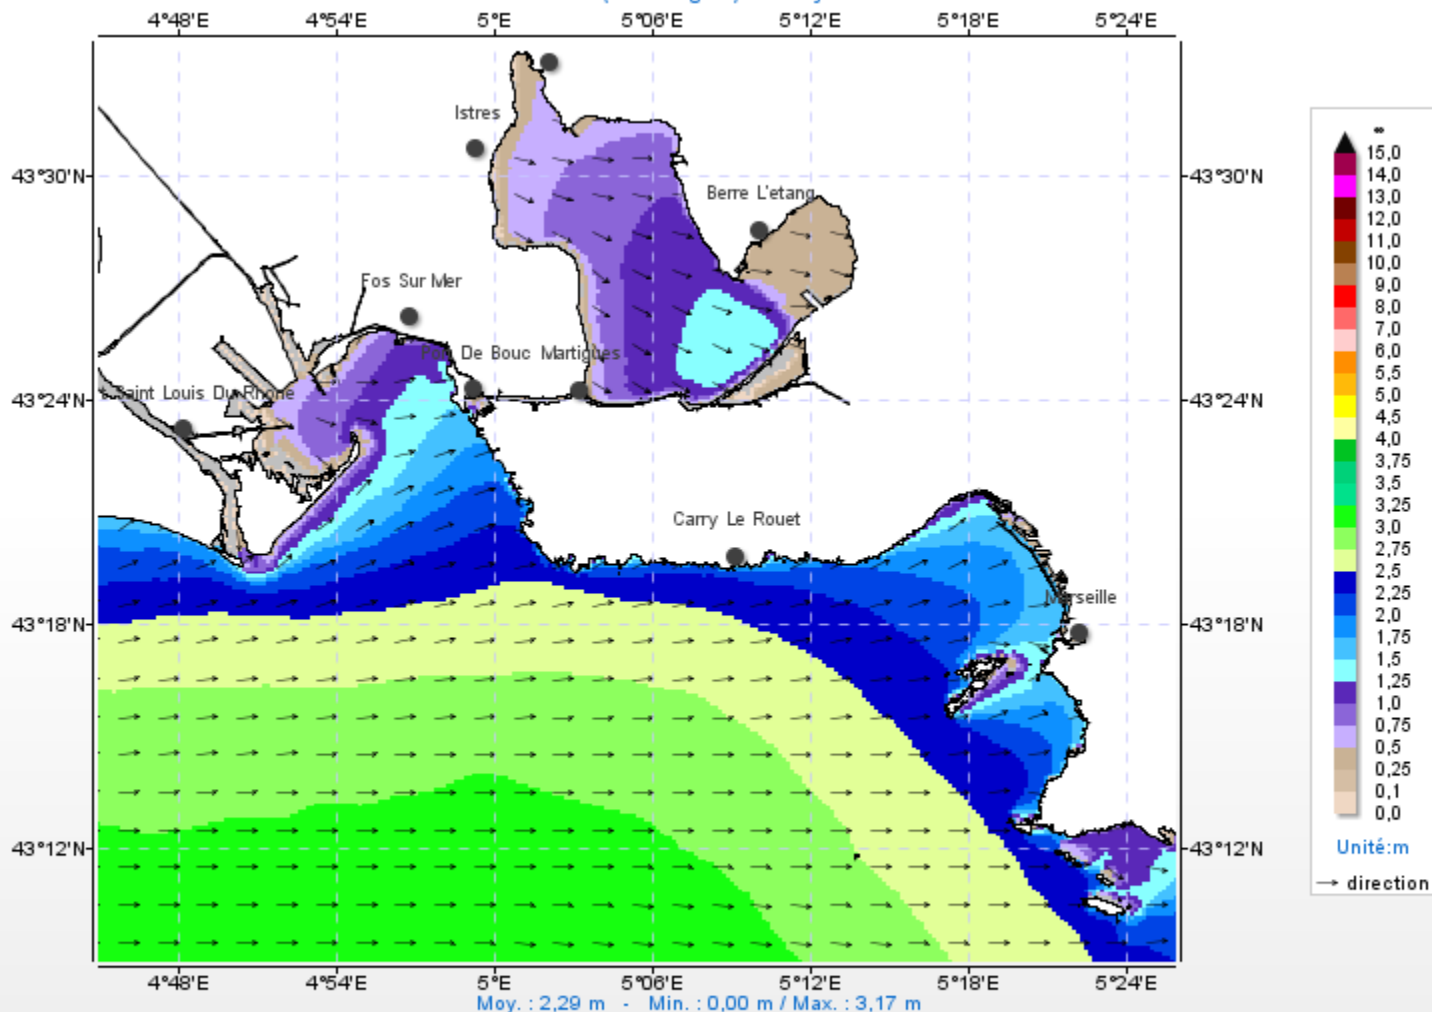 4°48'E 4°54'E 5°E 5°06'E 5°12'E 5°18'E 5°24'E
Istres
43°30'N 43°30'N
Berre L'etang
Fos Sur Mer
De Bouc Martigues
Saint Louis Du Rhone
43°24'N 43°24'N
Carry Le Rouet
Marseille
43°18'N 43°18'N
43°12'N 43°12'N
4°48'E 4°54'E 5°E 5°06'E 5°12'E 5°18'E 5°24'E
Moy. : 2,29 m - Min. : 0,00 m / Max. : 3,17 m
∞
15,0
14,0
13,0
12,0
11,0
10,0
9,0
8,0
7,0
6,0
5,5
5,0
4,5
4,0
3,75
3,5
3,25
3,0
2,75
2,5
2,25
2,0
1,75
1,5
1,25
1,0
0,75
0,5
0,25
0,1
0,0
Unité:m
direction